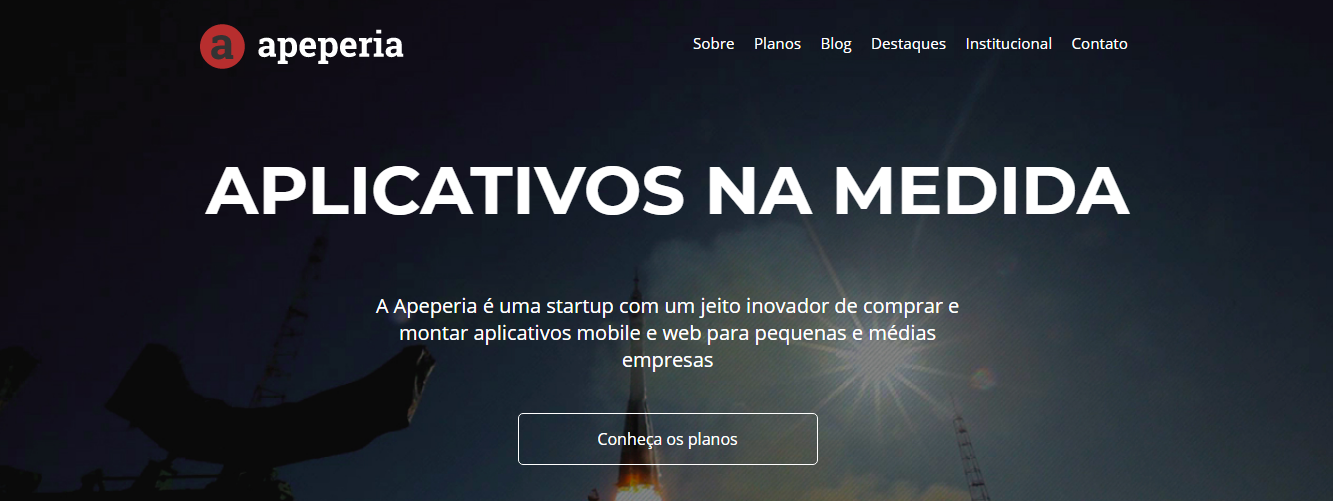 a apeperia
Sobre Planos Blog Destaques Institucional Contato
APLICATIVOS NA MEDIDA
A Apeperia é uma startup com um jeito inovador de comprar e
montar aplicativos mobile e web para pequenas e médias
empresas
Conheça os planos